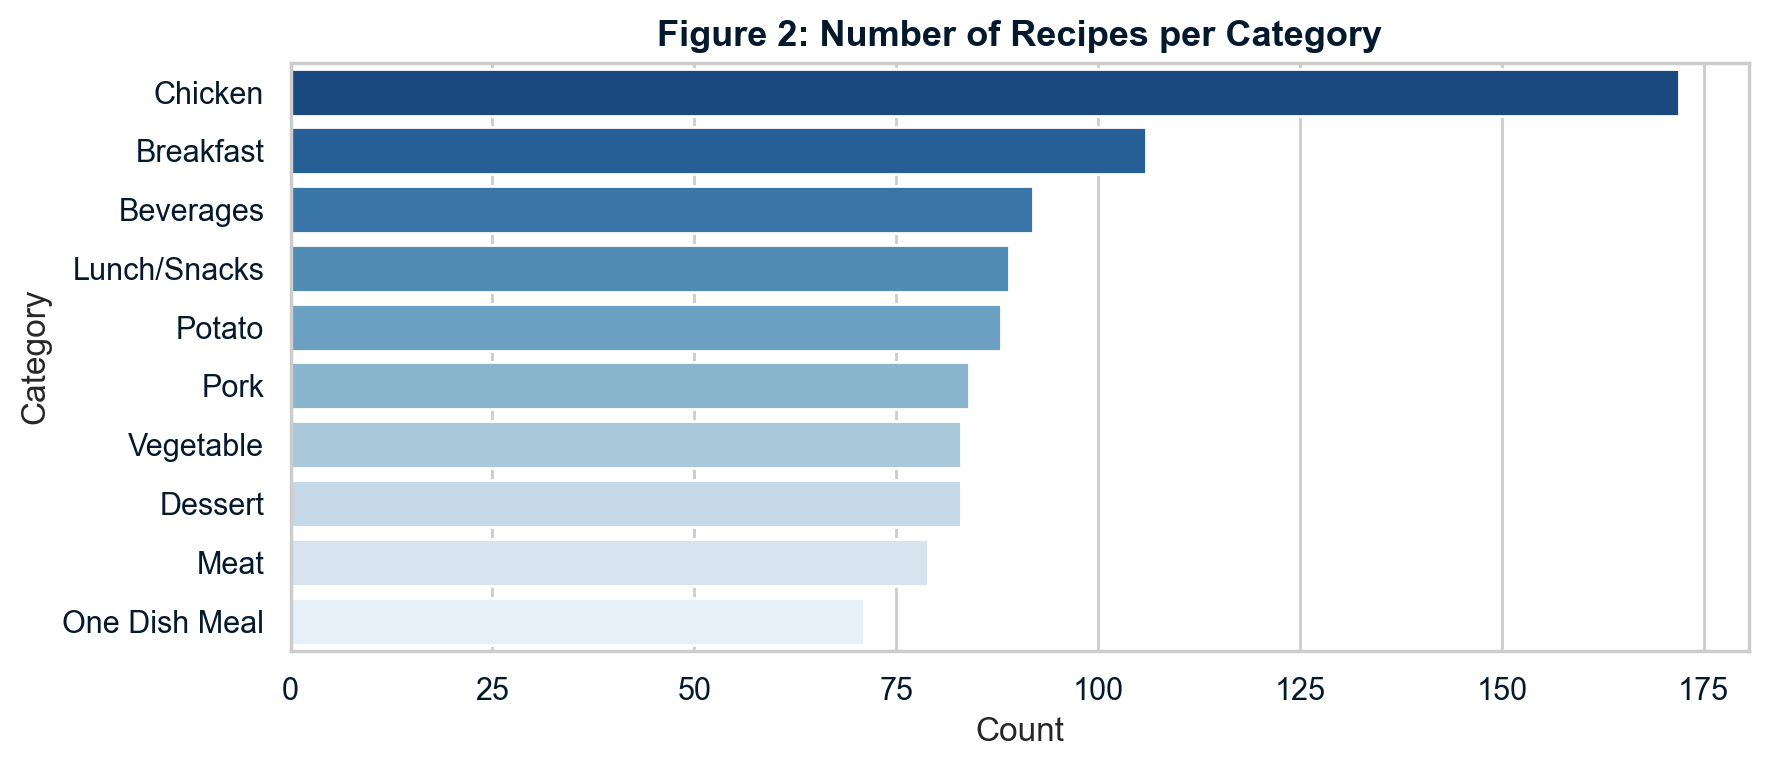 Figure 2: Number of Recipes per Category
Chicken
Breakfast
Beverages
Lunch/Snacks
Potato
Pork
Vegetable
Dessert
Meat
One Dish Meal
Category
0 25 50 75 100 125 150 175
Count